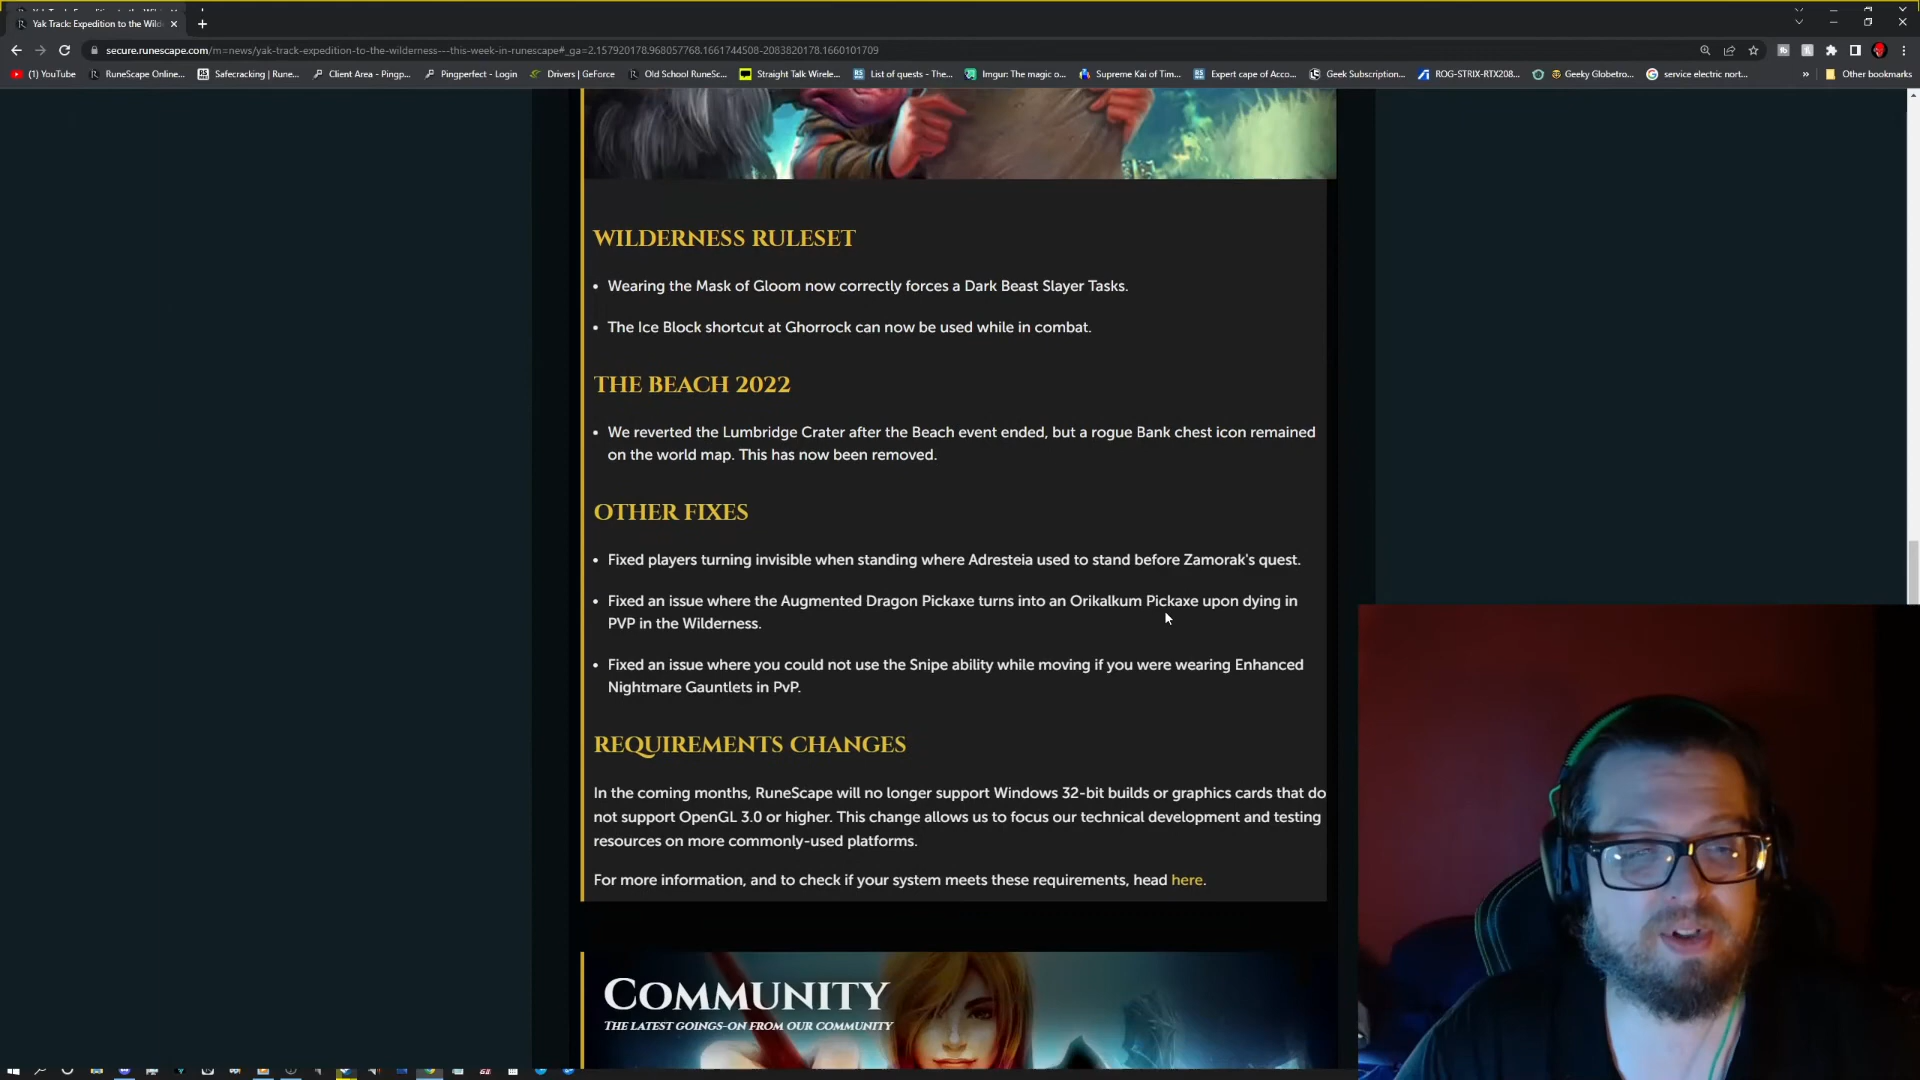 Yak Track: Expedition to the Wild
secure.runescape.com/m=news/yak-track-expedition-to-the-wilderness---this-week-in-runescape#_ga=2.157920178.968057768.1661744508-2083820178.1660101709
(1) YouTube
RuneScape Online...
Safecracking | Rune...
Client Area - Pingp...
Pingperfect - Login
Drivers | GeForce
Old School RuneSc...
Straight Talk Wirele...
List of quests - The...
Imgur: The magic o...
Supreme Kai of Tim...
Expert cape of Acco...
Geek Subscription...
ROG-STRIX-RTX208...
Geeky Globetro...
service electric nort...
»
Other bookmarks
WILDERNESS RULESET
• Wearing the Mask of Gloom now correctly forces a Dark Beast Slayer Tasks.
• The Ice Block shortcut at Ghorrock can now be used while in combat.
THE BEACH 2022
• We reverted the Lumbridge Crater after the Beach event ended, but a rogue Bank chest icon remained
on the world map. This has now been removed.
OTHER FIXES
• Fixed players turning invisible when standing where Adresteia used to stand before Zamorak's quest.
• Fixed an issue where the Augmented Dragon Pickaxe turns into an Orikalkum Pickaxe upon dying in
PVP in the Wilderness.
• Fixed an issue where you could not use the Snipe ability while moving if you were wearing Enhanced
Nightmare Gauntlets in PvP.
REQUIREMENTS CHANGES
In the coming months, RuneScape will no longer support Windows 32-bit builds or graphics cards that do
not support OpenGL 3.0 or higher. This change allows us to focus our technical development and testing
resources on more commonly-used platforms.
For more information, and to check if your system meets these requirements, head here.
COMMUNITY
THE LATEST GOINGS-ON FROM OUR COMMUNITY